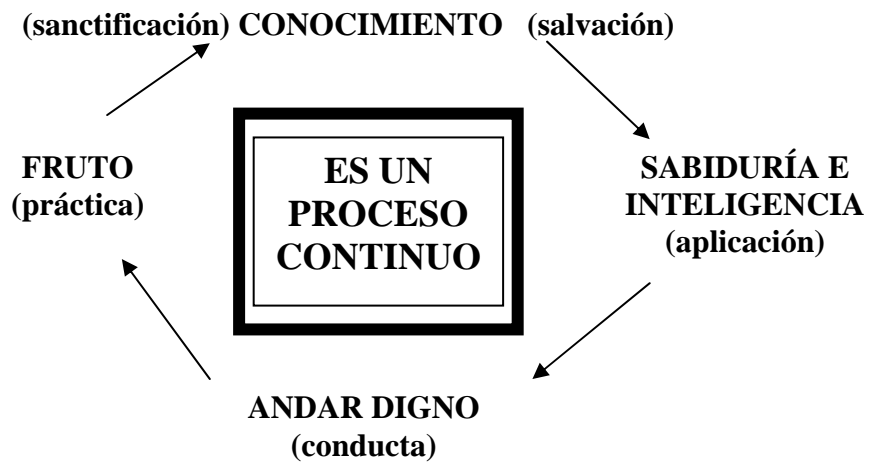 (sanctificación) CONOCIMIENTO (salvación)
FRUTO
(práctica)
ES UN
PROCESO
CONTINUO
SABIDURÍA E
INTELIGENCIA
(aplicación)
ANDAR DIGNO
(conducta)